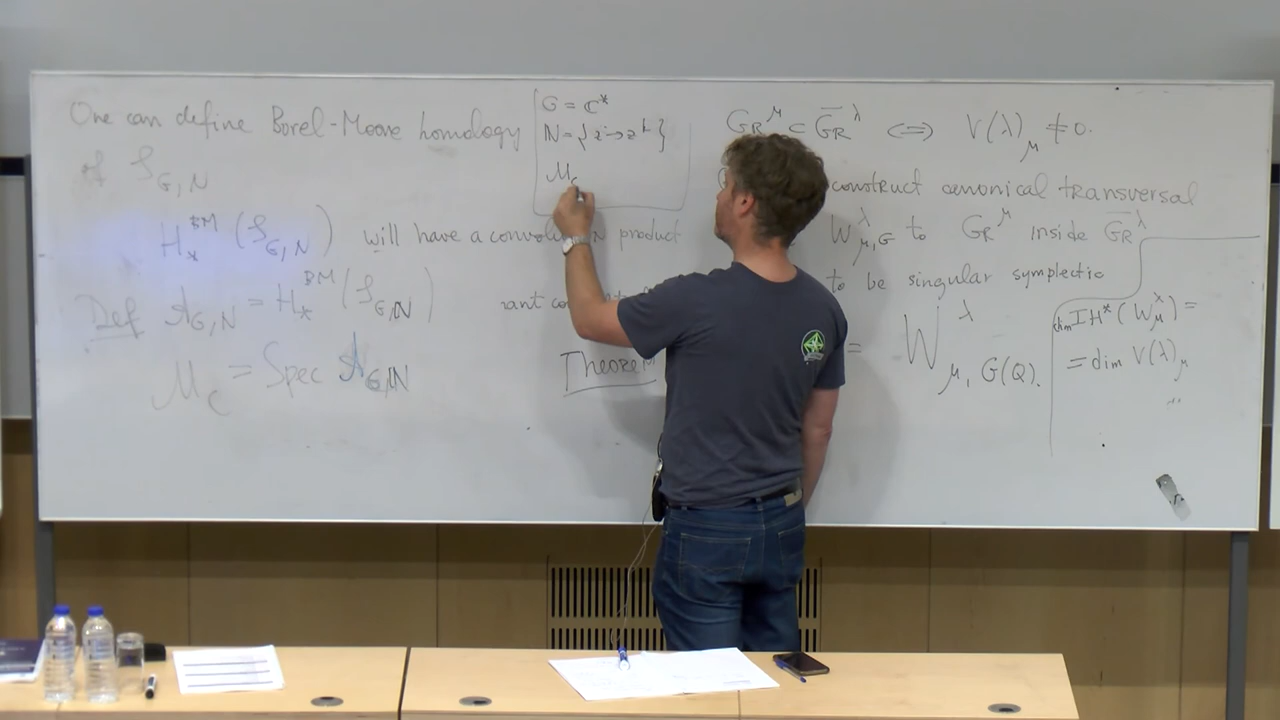 One can define Borel-Moore homology
of S_{G,N}
H_*^{BM}(S_{G,N}) will have a convolution product
Def A_{G,N} = H_*^{BM}(S_{G,N})
M_C = Spec A_{G,N}
G = ℂ*
N = {z → z^k}
M_C
Theorem
Gr^μ ⊂ \overline{Gr}^λ ⟺ V(λ)_μ ≠ 0.
construct canonical transversal
W^λ_{μ,G} to Gr^μ inside \overline{Gr}^λ
to be singular symplectic
= W^λ_{μ, G(Q)}.
dim IH*(W^λ_μ) =
= dim V(λ)_μ